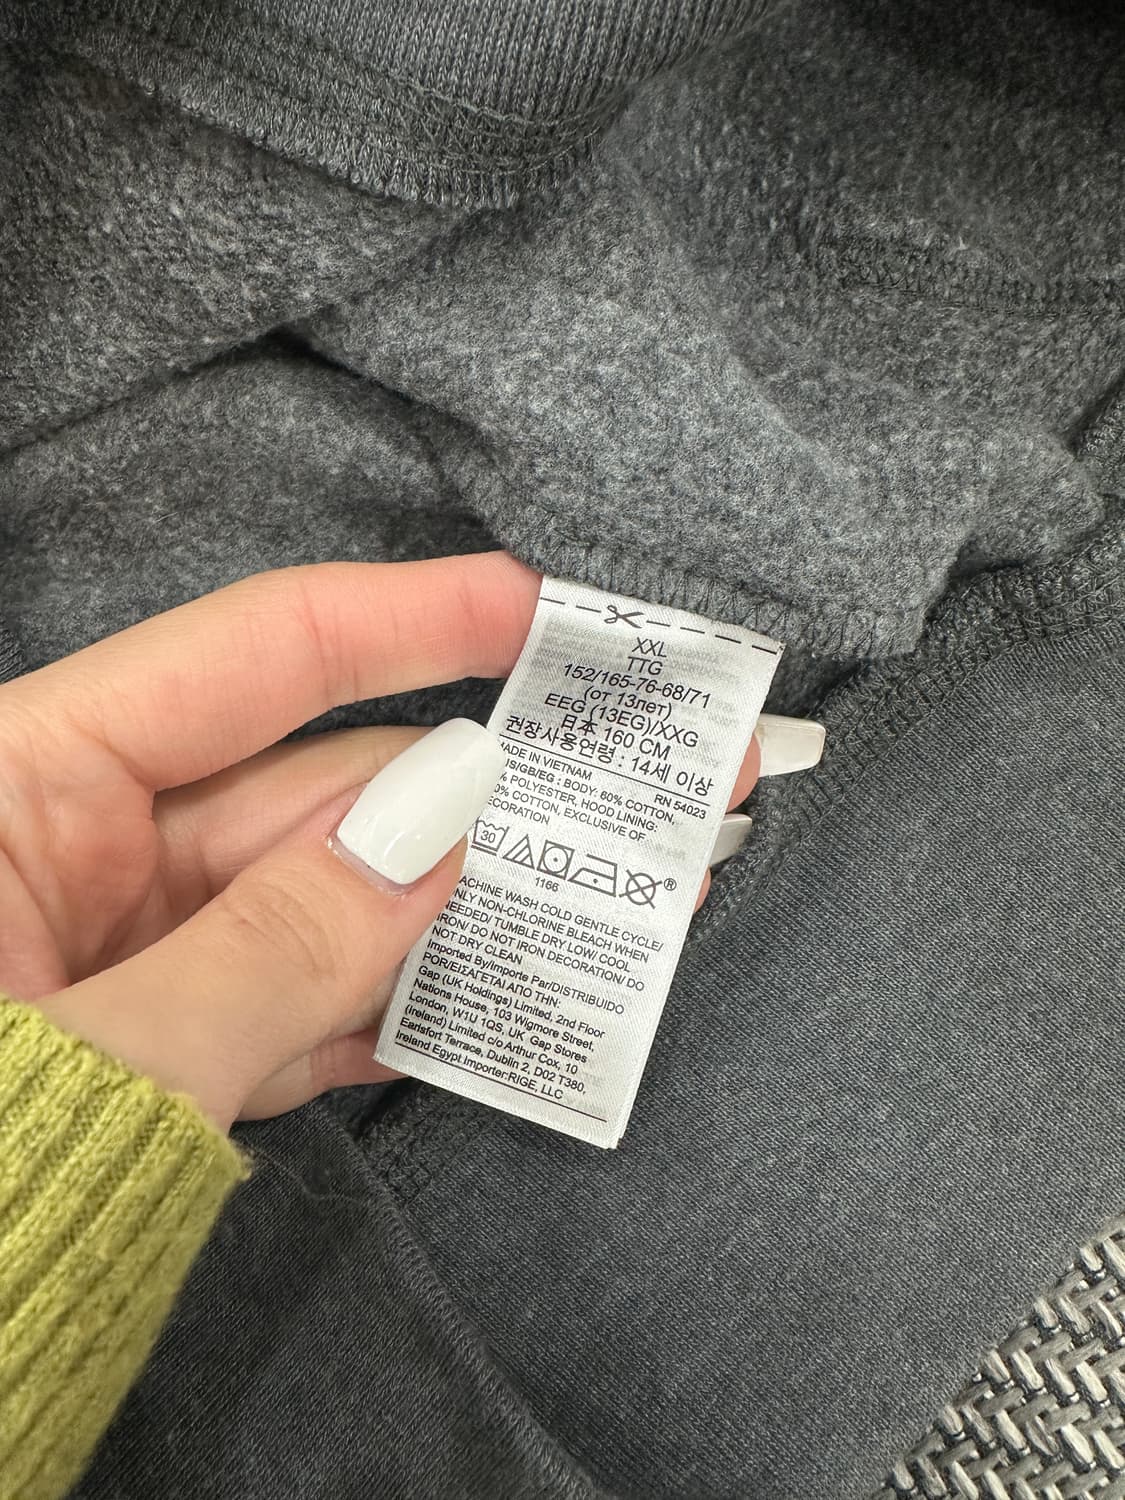 XXL
TTG
152/165-76-68/71
(от 13лет)
EEG (13EG)/XXG
日本 160 CM
권장사용연령 : 14세 이상
MADE IN VIETNAM
RN 54023
US/GB/EG : BODY: 60% COTTON,
% POLYESTER, HOOD LINING:
0% COTTON, EXCLUSIVE OF
ECORATION
30
®
1166
ACHINE WASH COLD GENTLE CYCLE/
ONLY NON-CHLORINE BLEACH WHEN
NEEDED/ TUMBLE DRY LOW/ COOL
IRON/ DO NOT IRON DECORATION/ DO
NOT DRY CLEAN
Imported By/Importe Par/DISTRIBUIDO
POR/ΕΙΣΑΓΕΤΑΙ ΑΠΟ ΤΗΝ:
Gap (UK Holdings) Limited, 2nd Floor
Nations House, 103 Wigmore Street,
London, W1U 1QS, UK Gap Stores
(Ireland) Limited c/o Arthur Cox, 10
Earlsfort Terrace, Dublin 2, D02 T380,
Ireland Egypt.Importer:RIGE, LLC